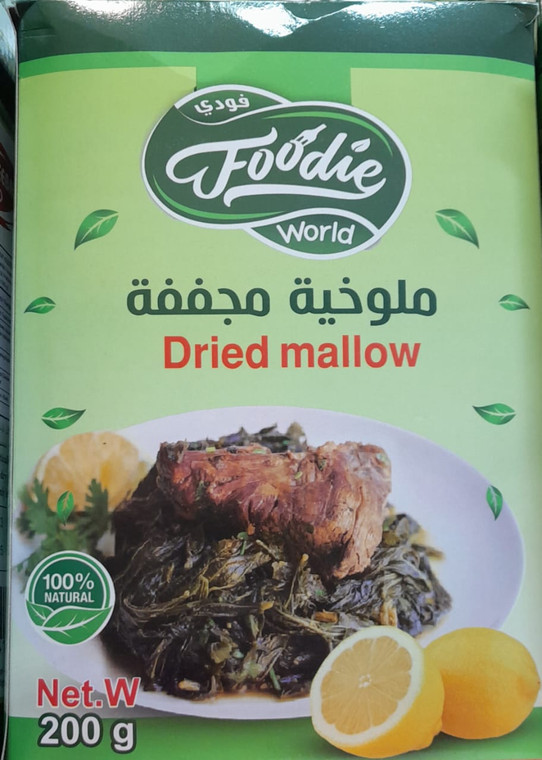 فودي
Foodie
World
ملوخية مجففة
Dried mallow
100%
NATURAL
Net.W
200 g